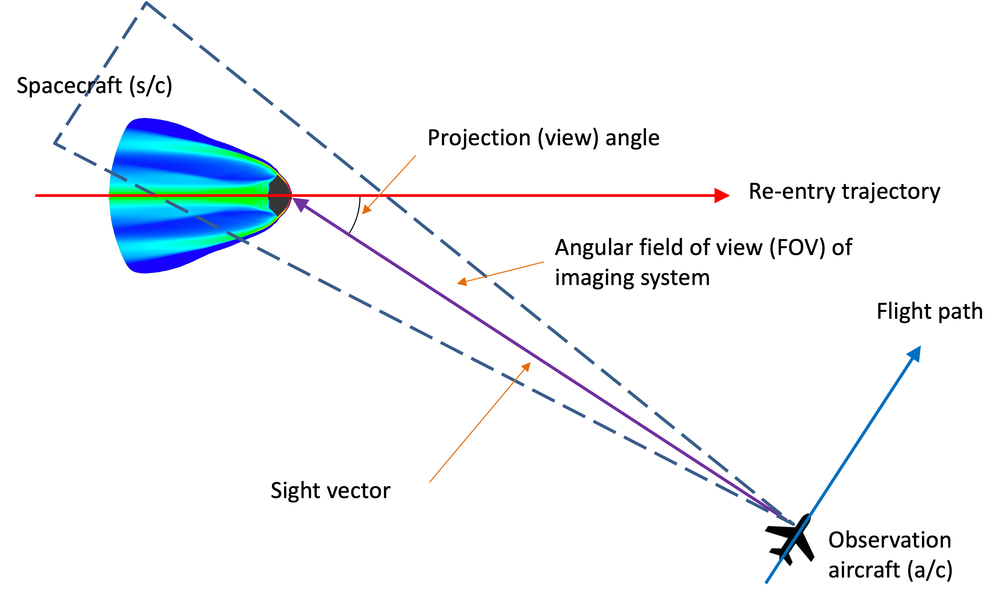 Spacecraft (s/c)
Projection (view) angle
Re-entry trajectory
Angular field of view (FOV) of
imaging system
Flight path
Sight vector
Observation
aircraft (a/c)